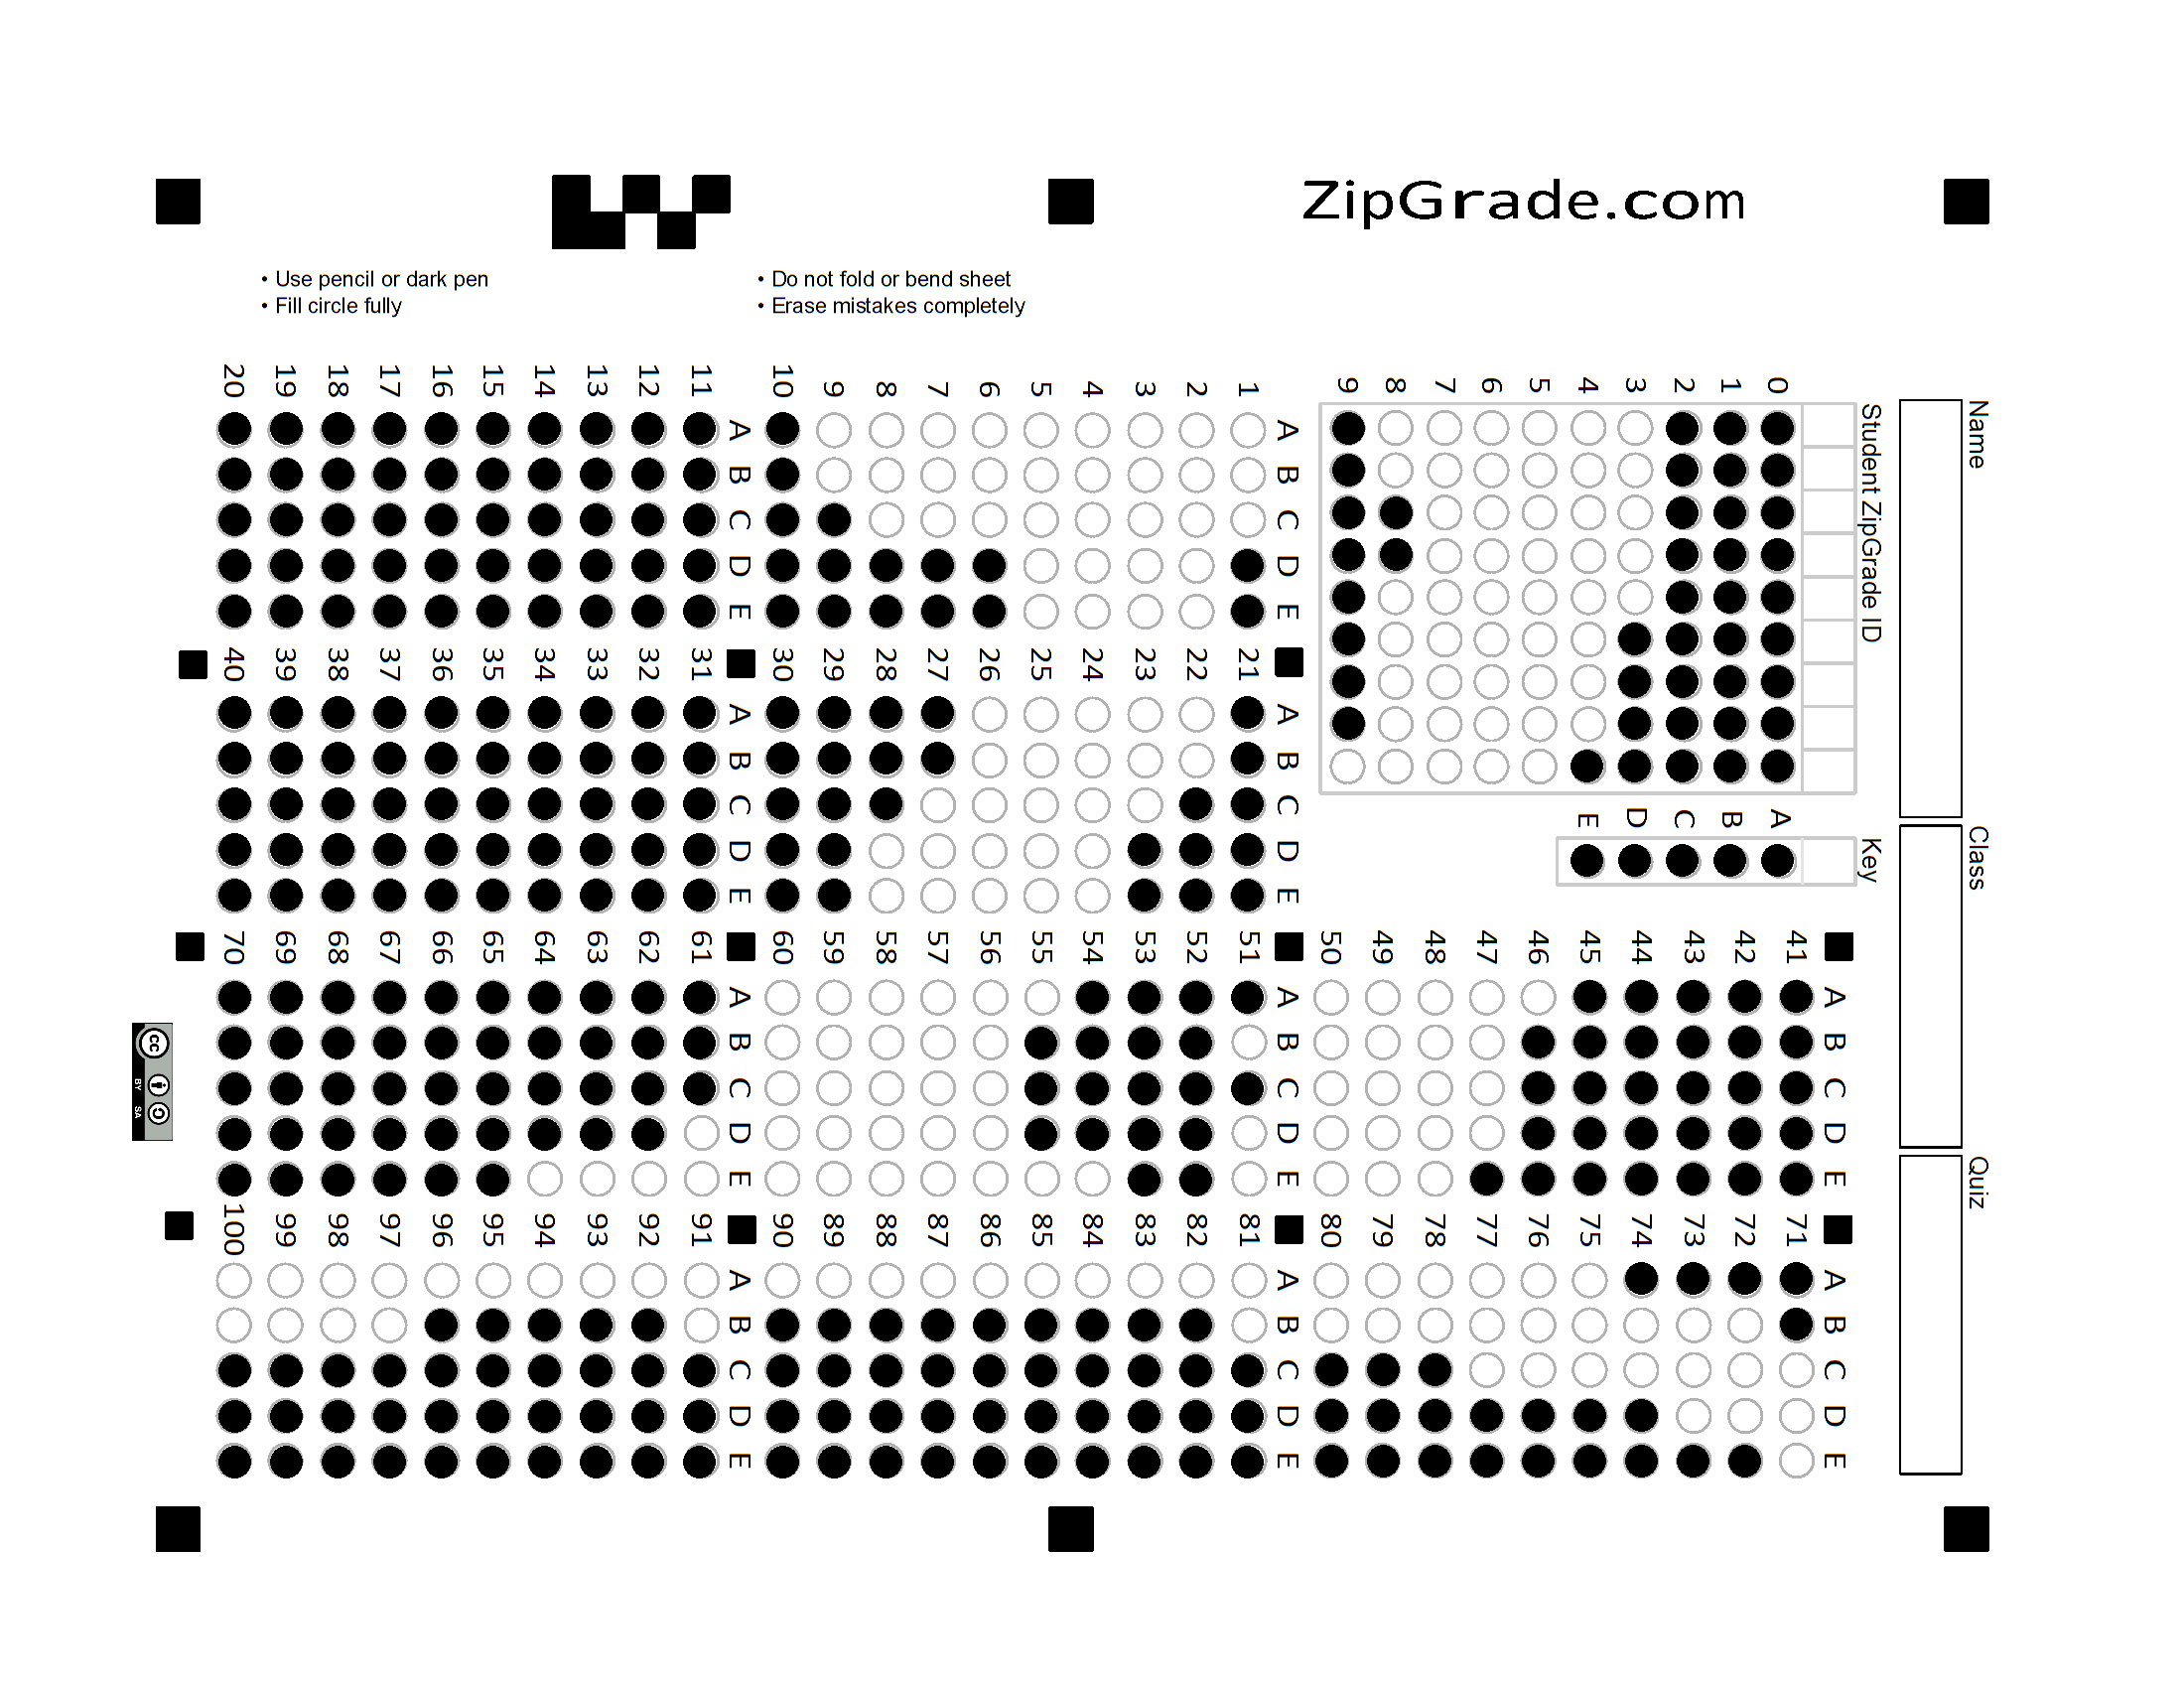 ZipGrade.com
• Use pencil or dark pen
• Fill circle fully
• Do not fold or bend sheet
• Erase mistakes completely
Name
Class
Quiz
Student ZipGrade ID
0 1 2 3 4 5 6 7 8 9
Key
A B C D E
A B C D E
1 2 3 4 5 6 7 8 9 10
A B C D E
11 12 13 14 15 16 17 18 19 20
A B C D E
21 22 23 24 25 26 27 28 29 30
A B C D E
31 32 33 34 35 36 37 38 39 40
A B C D E
41 42 43 44 45 46 47 48 49 50
A B C D E
51 52 53 54 55 56 57 58 59 60
A B C D E
61 62 63 64 65 66 67 68 69 70
A B C D E
71 72 73 74 75 76 77 78 79 80
A B C D E
81 82 83 84 85 86 87 88 89 90
A B C D E
91 92 93 94 95 96 97 98 99 100
cc BY SA